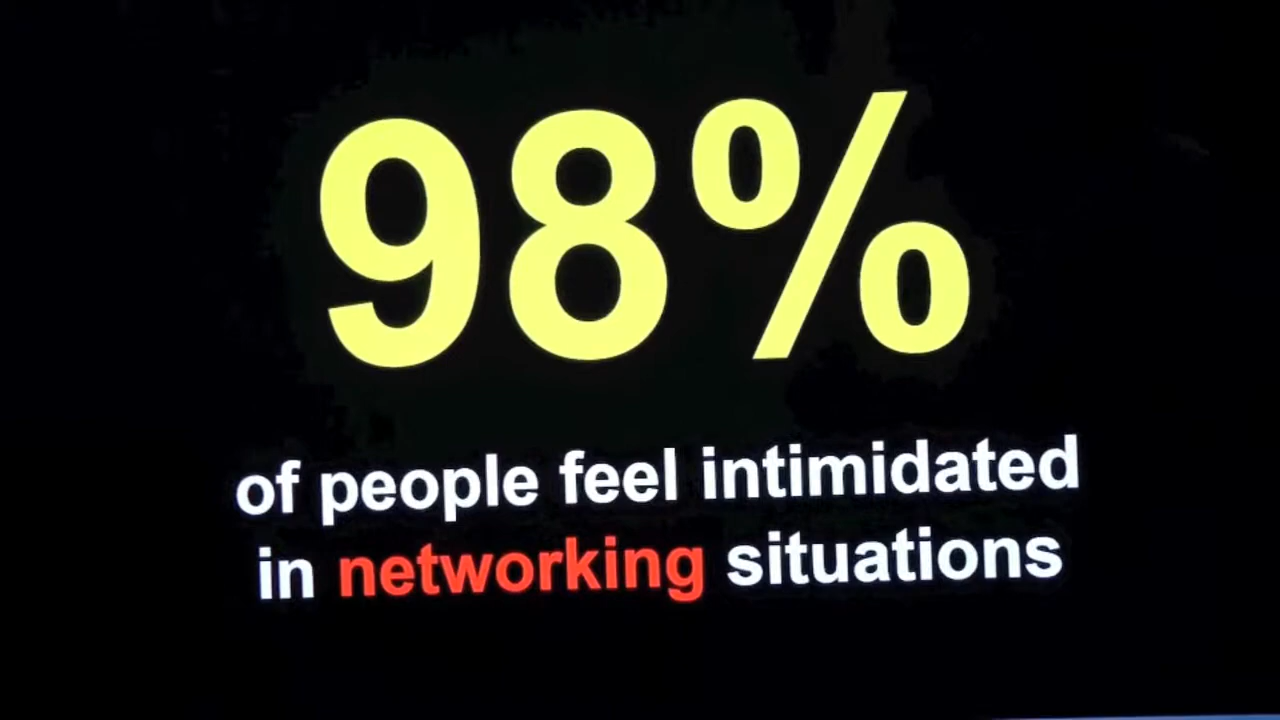 98%
of people feel intimidated
in networking situations